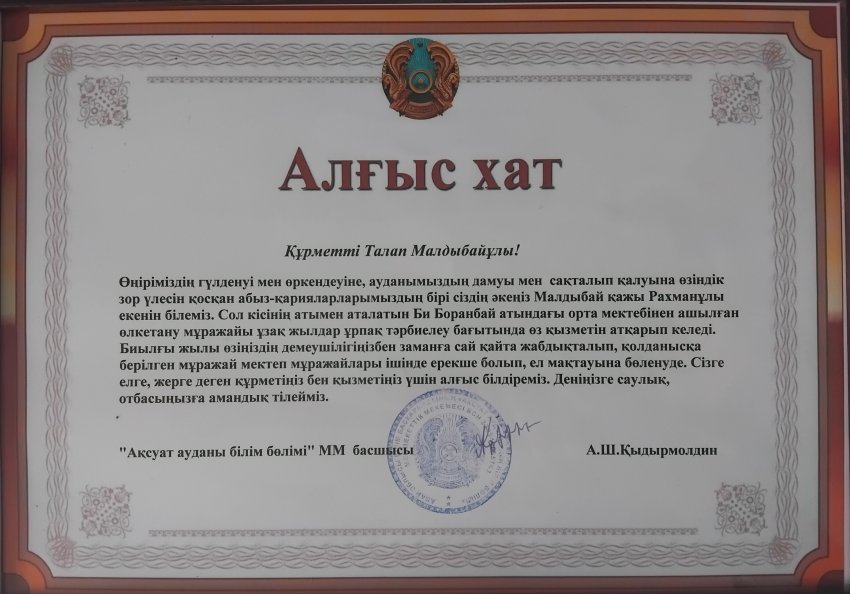 Алғыс хат
Құрметті Талап Малдыбайұлы!
Өңіріміздің гүлденуі мен өркендеуіне, ауданымыздың дамуы мен сақталып қалуына өзіндік
зор үлесін қосқан абыз-қарияларларымыздың бірі сіздің әкеңіз Малдыбай қажы Рахманұлы
екенін білеміз. Сол кісінің атымен аталатын Би Боранбай атындағы орта мектебінен ашылған
өлкетану мұражайы ұзақ жылдар ұрпақ тәрбиелеу бағытында өз қызметін атқарып келеді.
Биылғы жылы өзіңіздің демеушілігіңізбен заманға сай қайта жабдықталып, қолданысқа
берілген мұражай мектеп мұражайлары ішінде ерекше болып, ел мақтауына бөленуде. Сізге
елге, жерге деген құрметіңіз бен қызметіңіз үшін алғыс білдіреміз. Деніңізге саулық,
отбасыңызға амандық тілейміз.
"Ақсуат ауданы білім бөлімі" ММ басшысы А.Ш.Қыдырмолдин